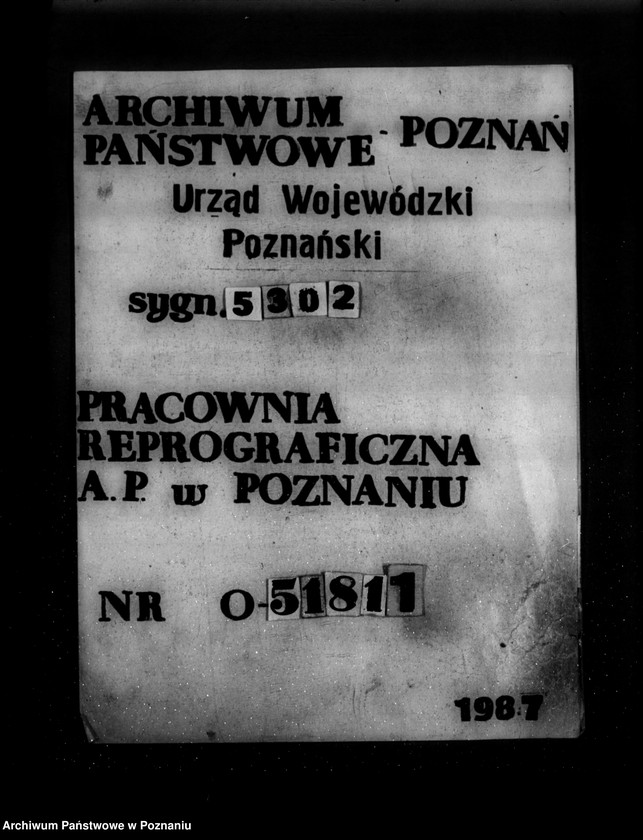 ARCHIWUM
PAŃSTWOWE - POZNAŃ
Urząd Wojewódzki
Poznański
sygn. 5302
PRACOWNIA
REPROGRAFICZNA
A.P. w POZNANIU
NR O-51811
1987
Archiwum Państwowe w Poznaniu